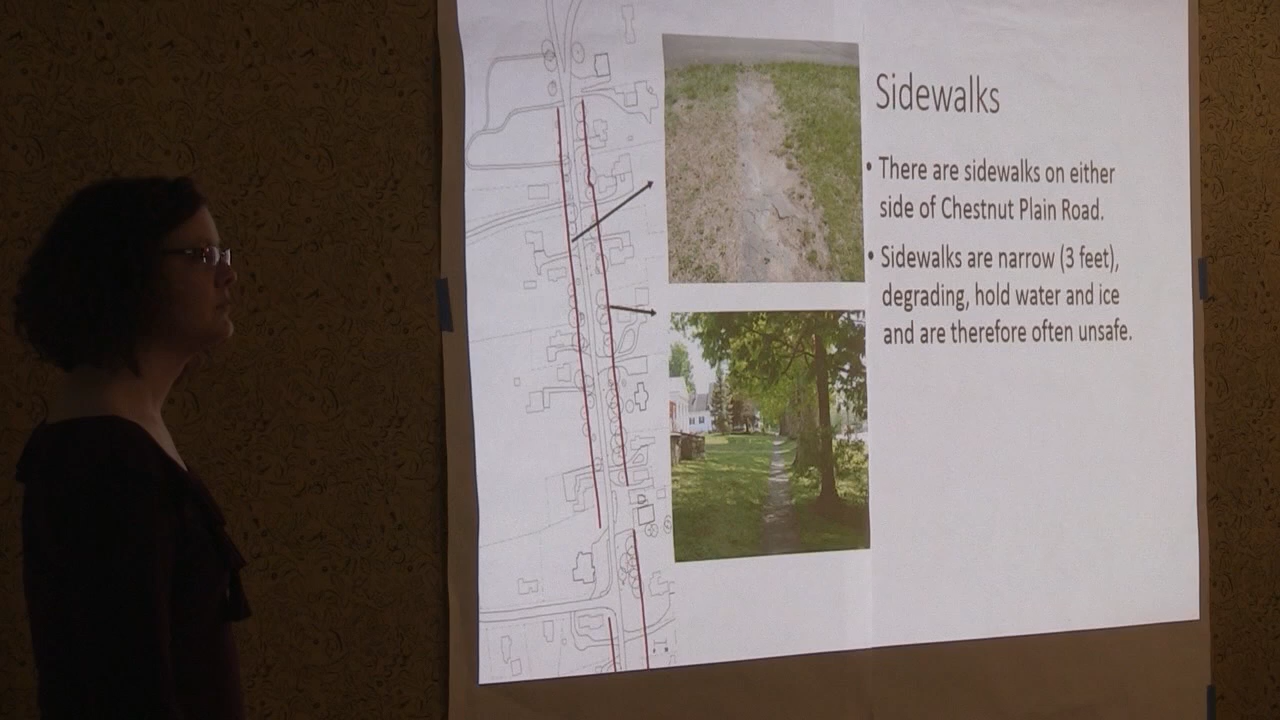 Sidewalks
• There are sidewalks on either
side of Chestnut Plain Road.
• Sidewalks are narrow (3 feet),
degrading, hold water and ice
and are therefore often unsafe.